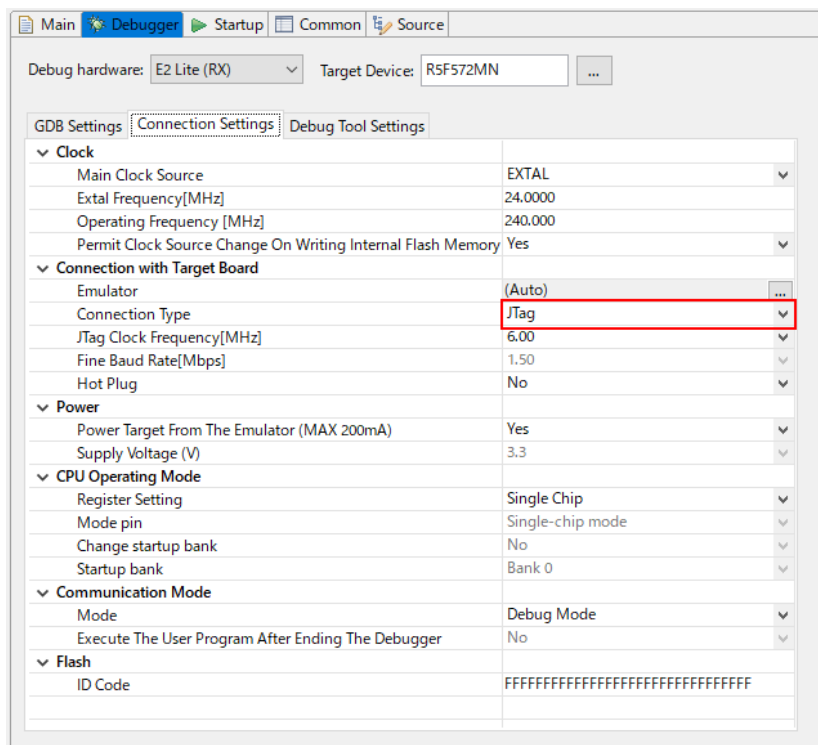 Main Debugger Startup Common Source
Debug hardware: E2 Lite (RX) Target Device: R5F572MN ...
GDB Settings Connection Settings Debug Tool Settings
Clock
Main Clock Source EXTAL
Extal Frequency[MHz] 24.0000
Operating Frequency [MHz] 240.000
Permit Clock Source Change On Writing Internal Flash Memory Yes
Connection with Target Board
Emulator (Auto) ...
Connection Type JTag
JTag Clock Frequency[MHz] 6.00
Fine Baud Rate[Mbps] 1.50
Hot Plug No
Power
Power Target From The Emulator (MAX 200mA) Yes
Supply Voltage (V) 3.3
CPU Operating Mode
Register Setting Single Chip
Mode pin Single-chip mode
Change startup bank No
Startup bank Bank 0
Communication Mode
Mode Debug Mode
Execute The User Program After Ending The Debugger No
Flash
ID Code FFFFFFFFFFFFFFFFFFFFFFFFFFFFFFFF